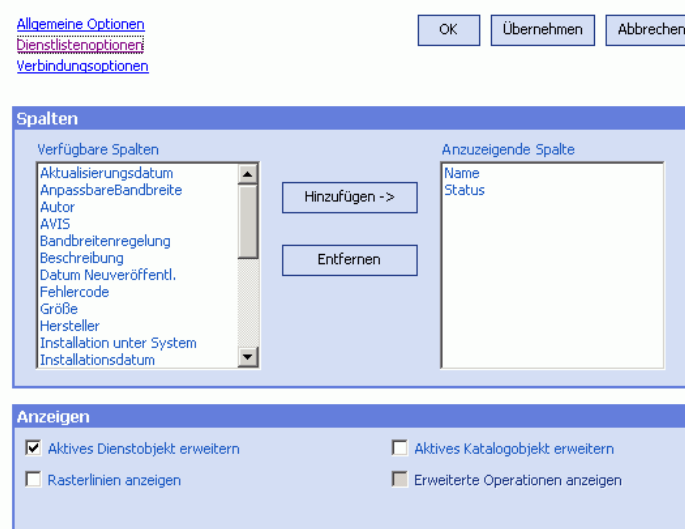 Allgemeine Optionen
Dienstlistenoptionen
Verbindungsoptionen
OK
Übernehmen
Abbrechen
Spalten
Verfügbare Spalten
Aktualisierungsdatum
AnpassbareBandbreite
Autor
AVIS
Bandbreitenregelung
Beschreibung
Datum Neuveröffentl.
Fehlercode
Größe
Hersteller
Installation unter System
Installationsdatum
Hinzufügen ->
Entfernen
Anzuzeigende Spalte
Name
Status
Anzeigen
Aktives Dienstobjekt erweitern
Aktives Katalogobjekt erweitern
Rasterlinien anzeigen
Erweiterte Operationen anzeigen